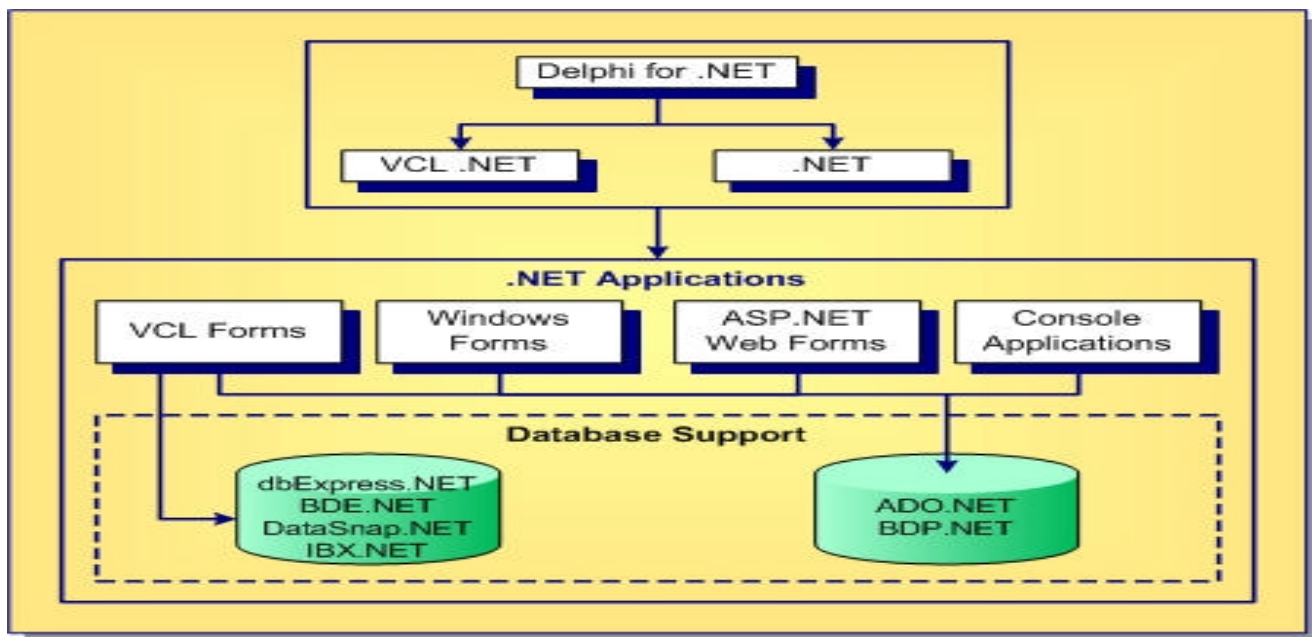 Delphi for .NET
VCL .NET
.NET
.NET Applications
VCL Forms
Windows
Forms
ASP.NET
Web Forms
Console
Applications
Database Support
dbExpress.NET
BDE.NET
DataSnap.NET
IBX.NET
ADO.NET
BDP.NET